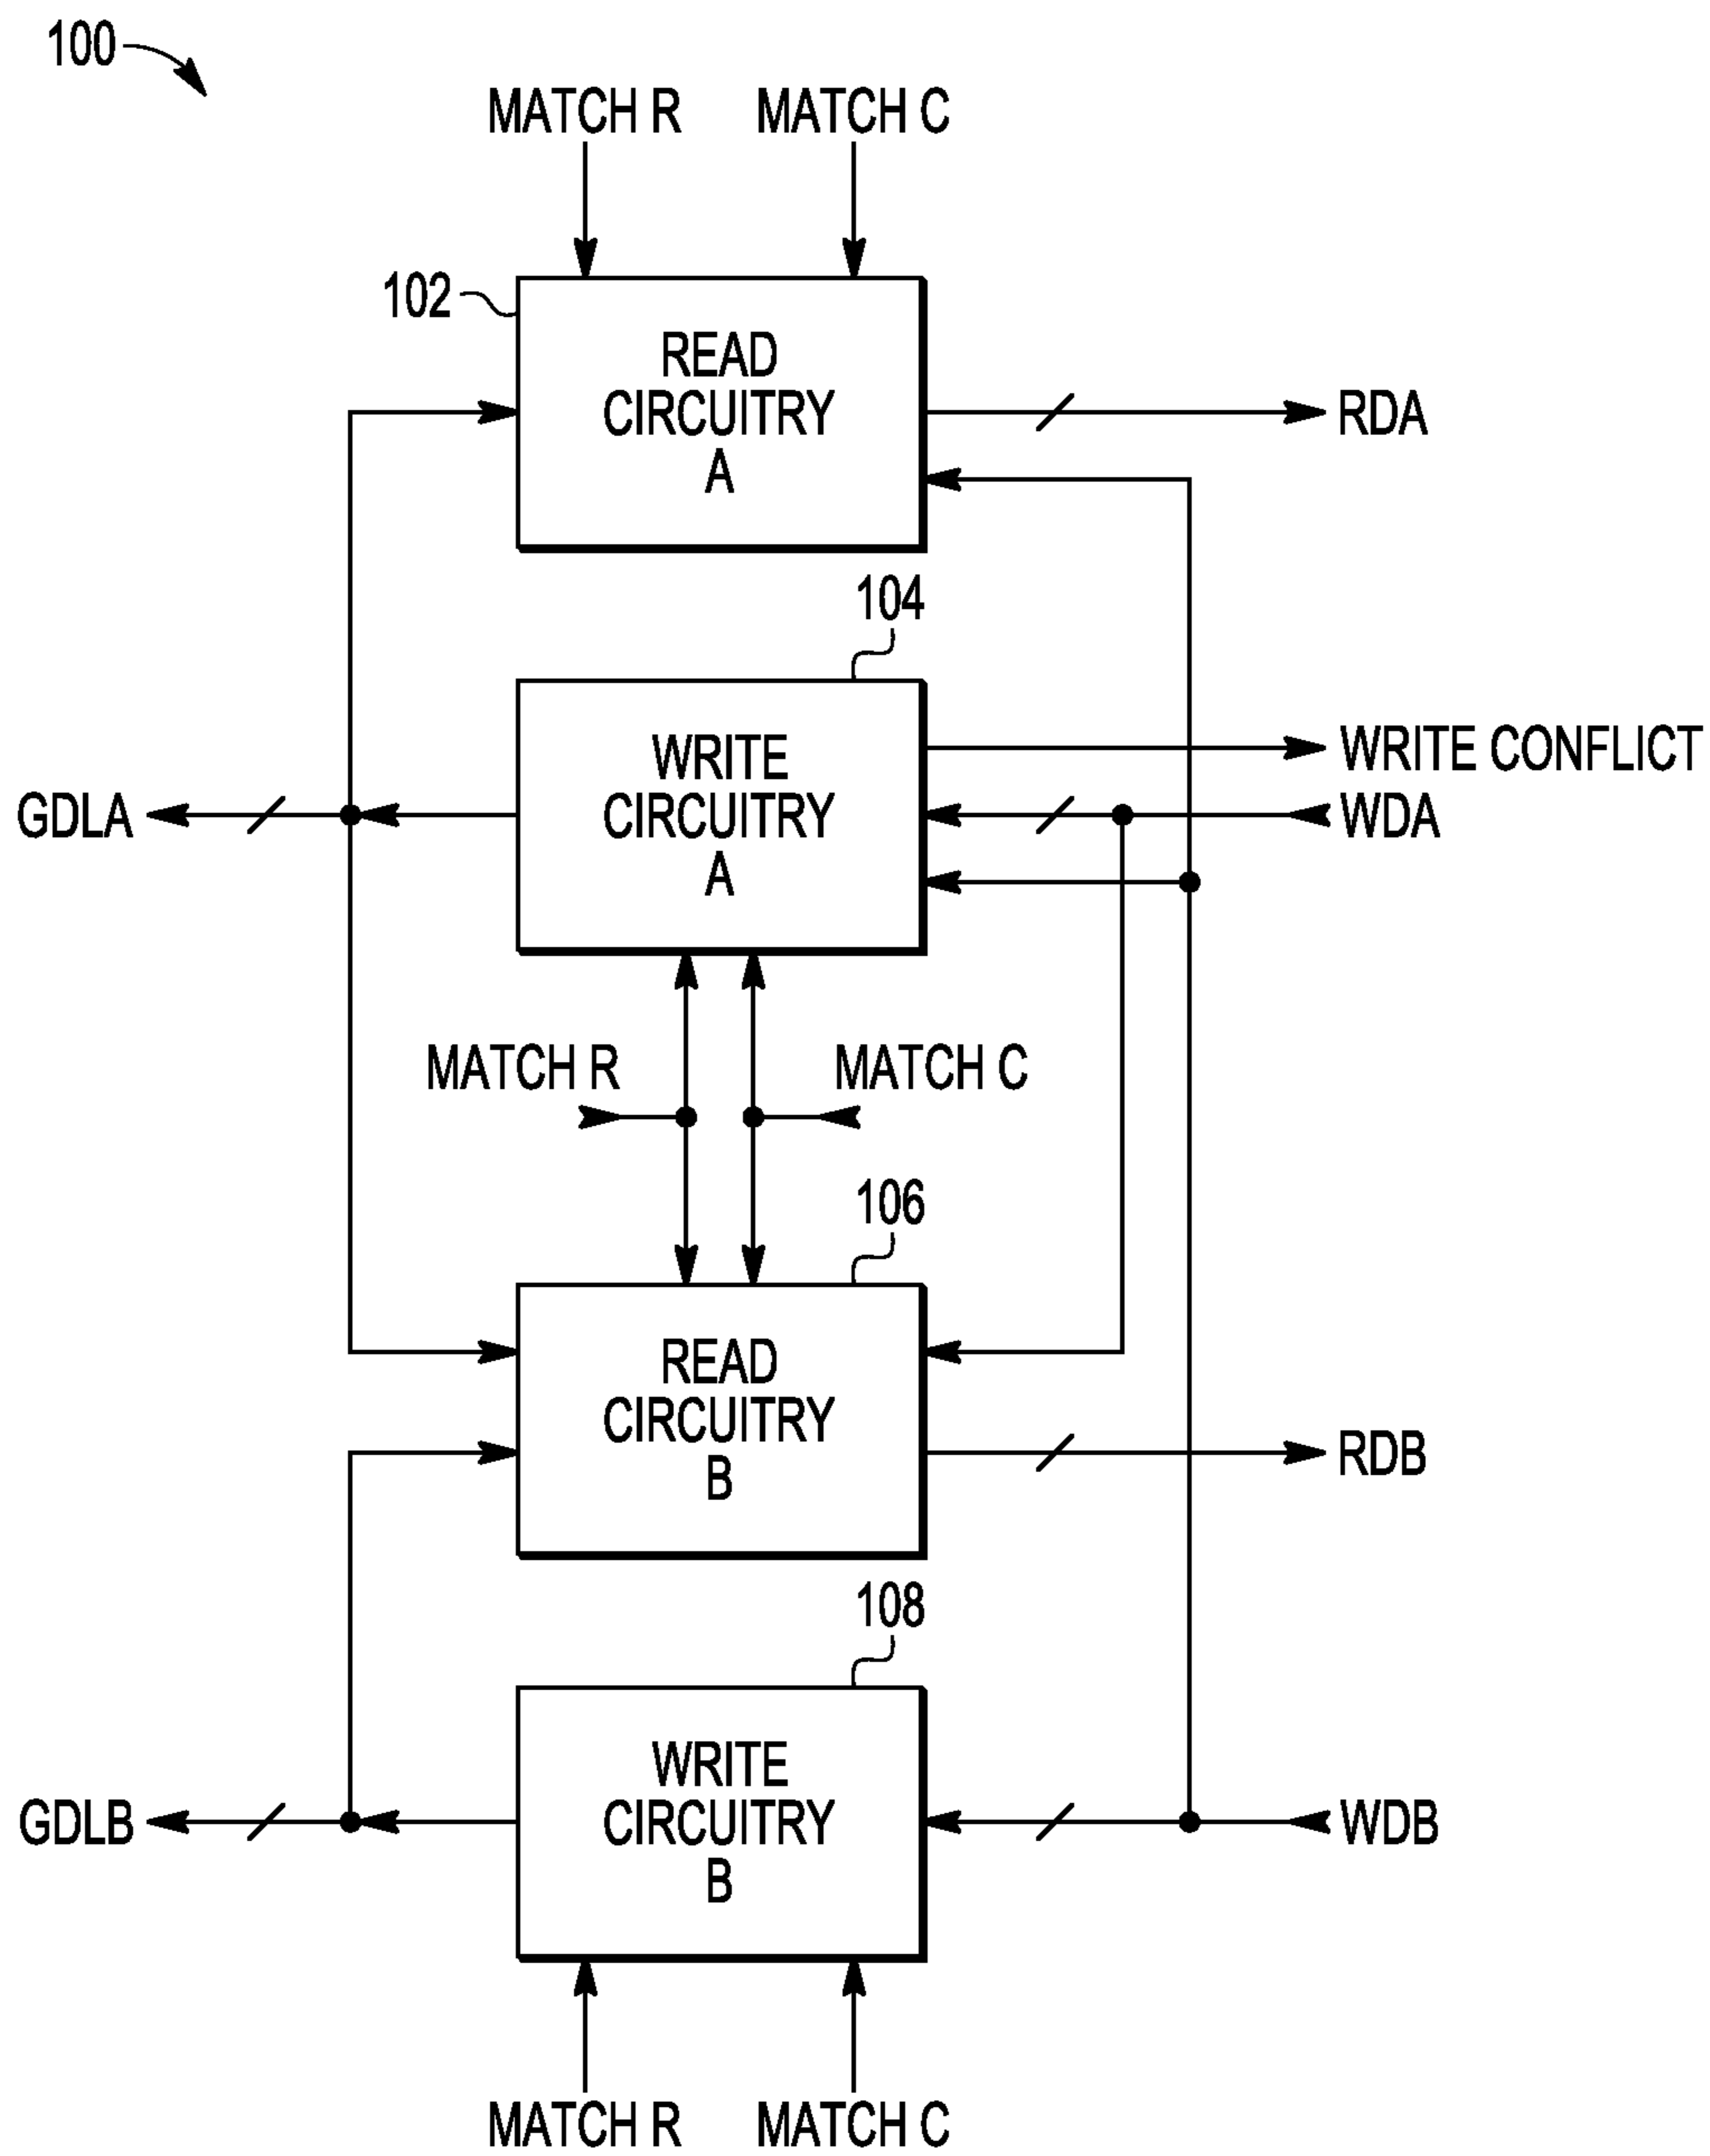 100
MATCH R
MATCH C
102
READ
CIRCUITRY
A
RDA
104
WRITE
CIRCUITRY
A
WRITE CONFLICT
GDLA
WDA
MATCH R
MATCH C
106
READ
CIRCUITRY
B
RDB
108
WRITE
CIRCUITRY
B
GDLB
WDB
MATCH R
MATCH C